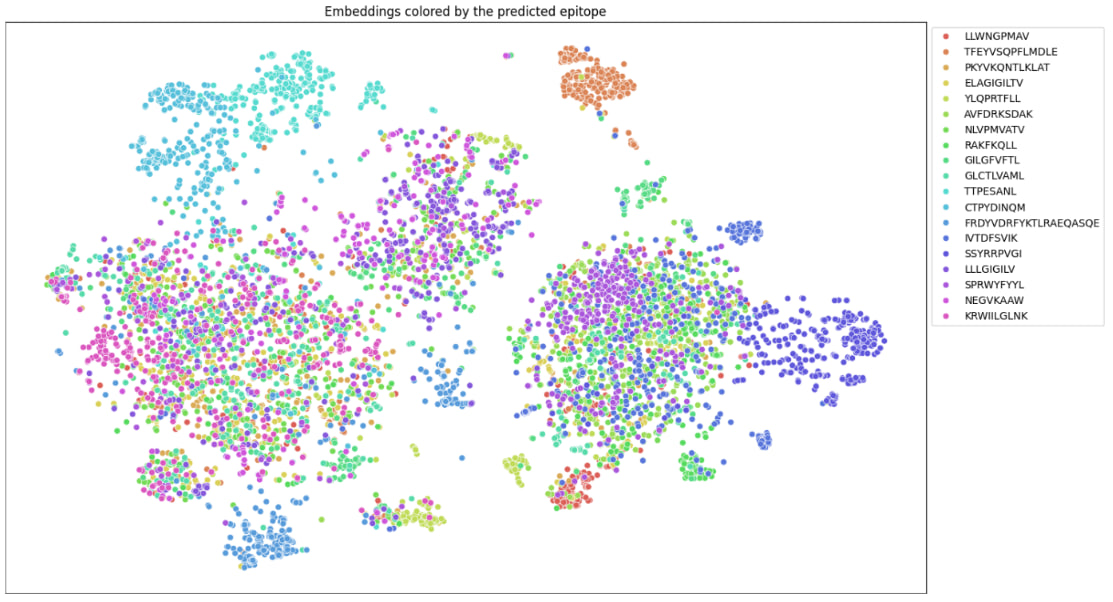 Embeddings colored by the predicted epitope
LLWNGPMAV
TFEYVSQPFLMDLE
PKYVKQNTLKLAT
ELAGIGILTV
YLQPRTFLL
AVFDRKSDAK
NLVPMVATV
RAKFKQLL
GILGFVFTL
GLCTLVAML
TTPESANL
CTPYDINQM
FRDYVDRFYKTLRAEQASQE
IVTDFSVIK
SSYRRPVGI
LLLGIGILV
SPRWYFYYL
NEGVKAAW
KRWIILGLNK